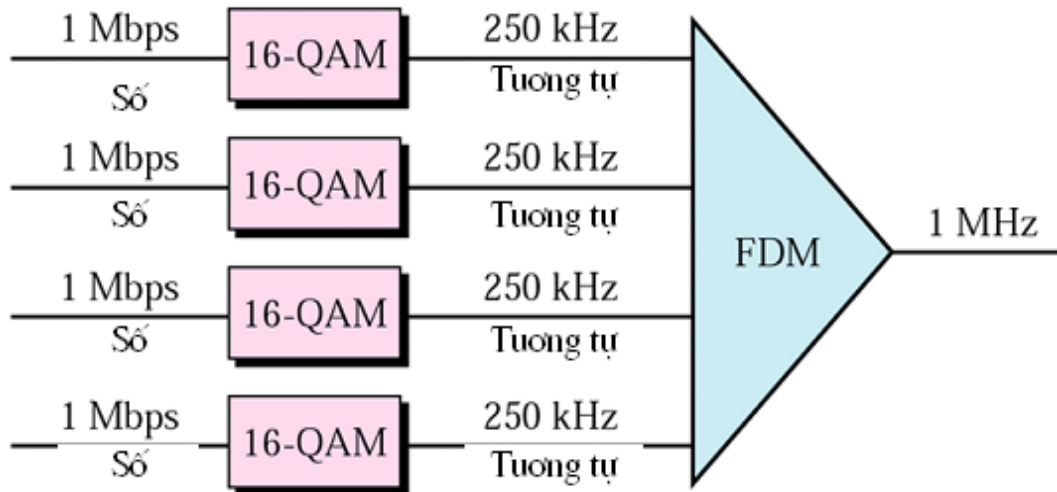 1 Mbps
16-QAM
250 kHz
Số
Tương tự
1 Mbps
16-QAM
250 kHz
Số
Tương tự
FDM
1 MHz
1 Mbps
16-QAM
250 kHz
Số
Tương tự
1 Mbps
16-QAM
250 kHz
Số
Tương tự